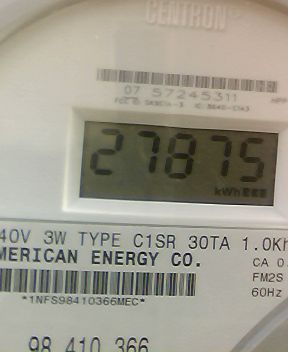 CENTRON®
07 57245311
27875
kWh
40V 3W TYPE C1SR 30TA 1.0Kh
MERICAN ENERGY CO.
CA 0.
FM2S
60Hz
*1NFS98410366MEC*
98 410 366